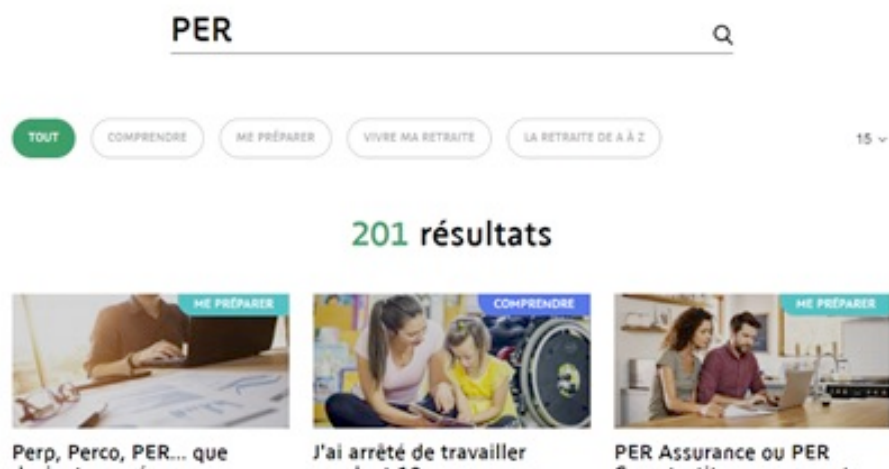 PER
TOUT
COMPRENDRE
ME PRÉPARER
VIVRE MA RETRAITE
LA RETRAITE DE A À Z
15
201 résultats
ME PRÉPARER
COMPRENDRE
ME PRÉPARER
Perp, Perco, PER... que
J'ai arrêté de travailler
PER Assurance ou PER